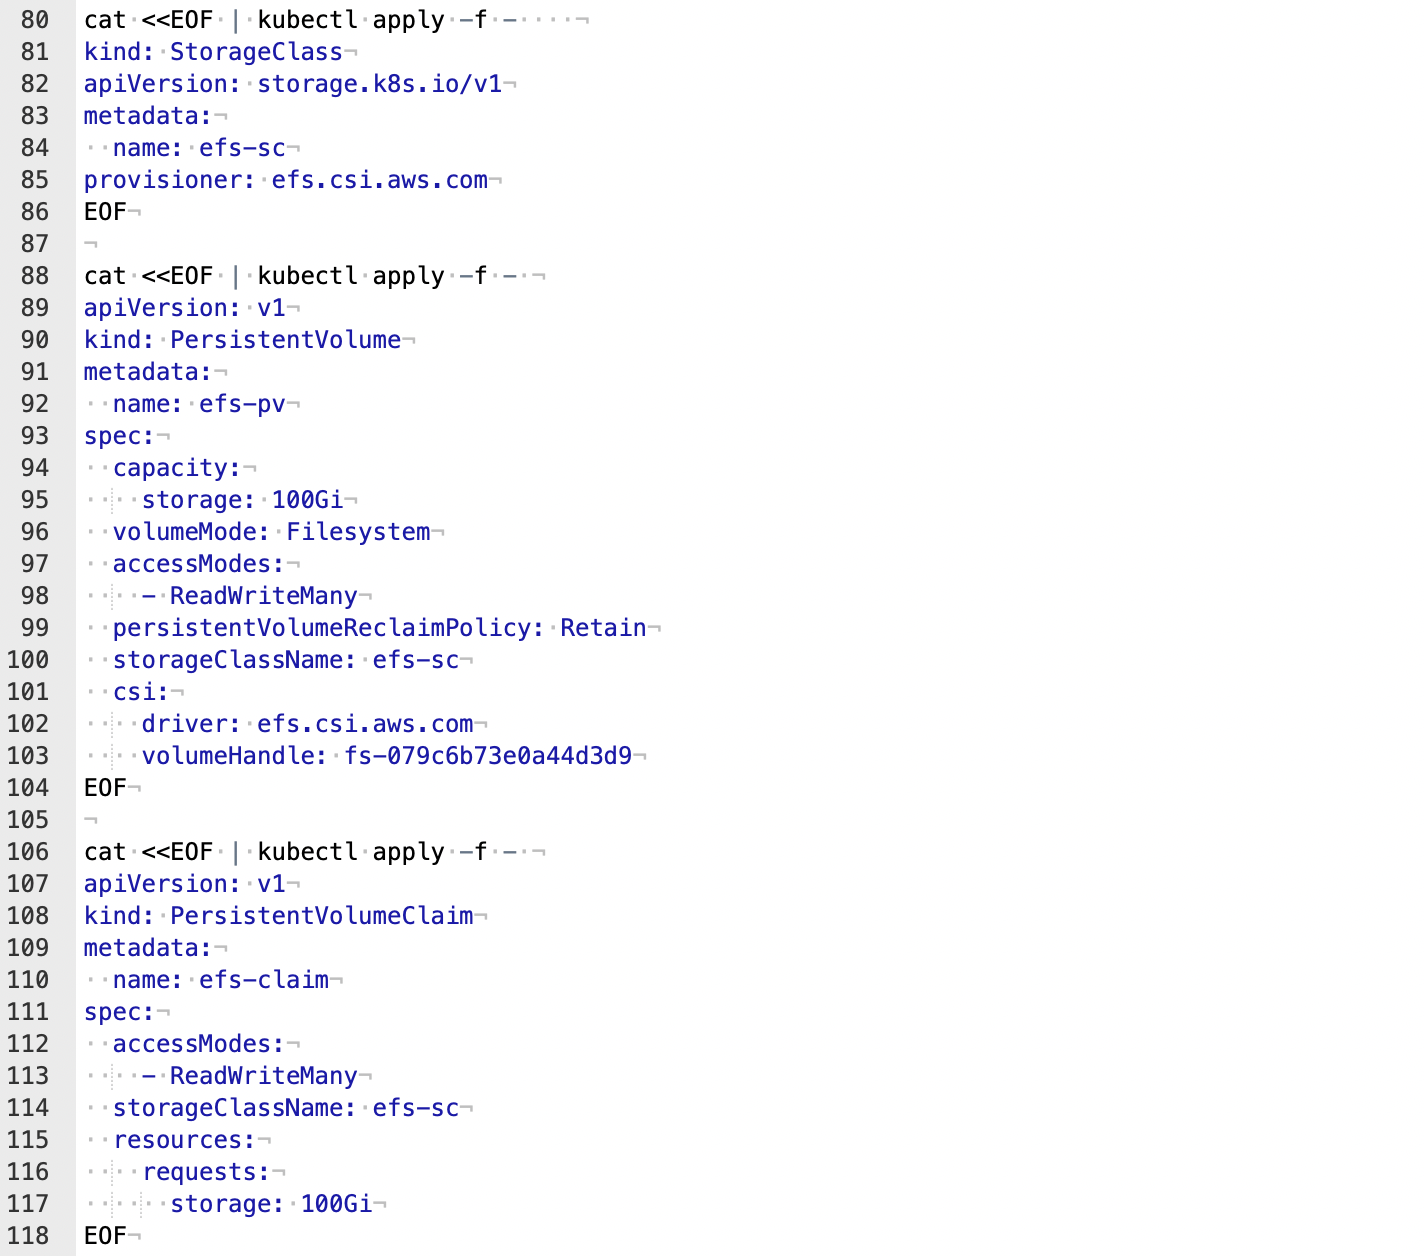 80 cat <<EOF | kubectl apply -f -
81 kind: StorageClass
82 apiVersion: storage.k8s.io/v1
83 metadata:
84   name: efs-sc
85 provisioner: efs.csi.aws.com
86 EOF
87
88 cat <<EOF | kubectl apply -f -
89 apiVersion: v1
90 kind: PersistentVolume
91 metadata:
92   name: efs-pv
93 spec:
94   capacity:
95     storage: 100Gi
96   volumeMode: Filesystem
97   accessModes:
98     - ReadWriteMany
99   persistentVolumeReclaimPolicy: Retain
100   storageClassName: efs-sc
101   csi:
102     driver: efs.csi.aws.com
103     volumeHandle: fs-079c6b73e0a44d3d9
104 EOF
105
106 cat <<EOF | kubectl apply -f -
107 apiVersion: v1
108 kind: PersistentVolumeClaim
109 metadata:
110   name: efs-claim
111 spec:
112   accessModes:
113     - ReadWriteMany
114   storageClassName: efs-sc
115   resources:
116     requests:
117       storage: 100Gi
118 EOF